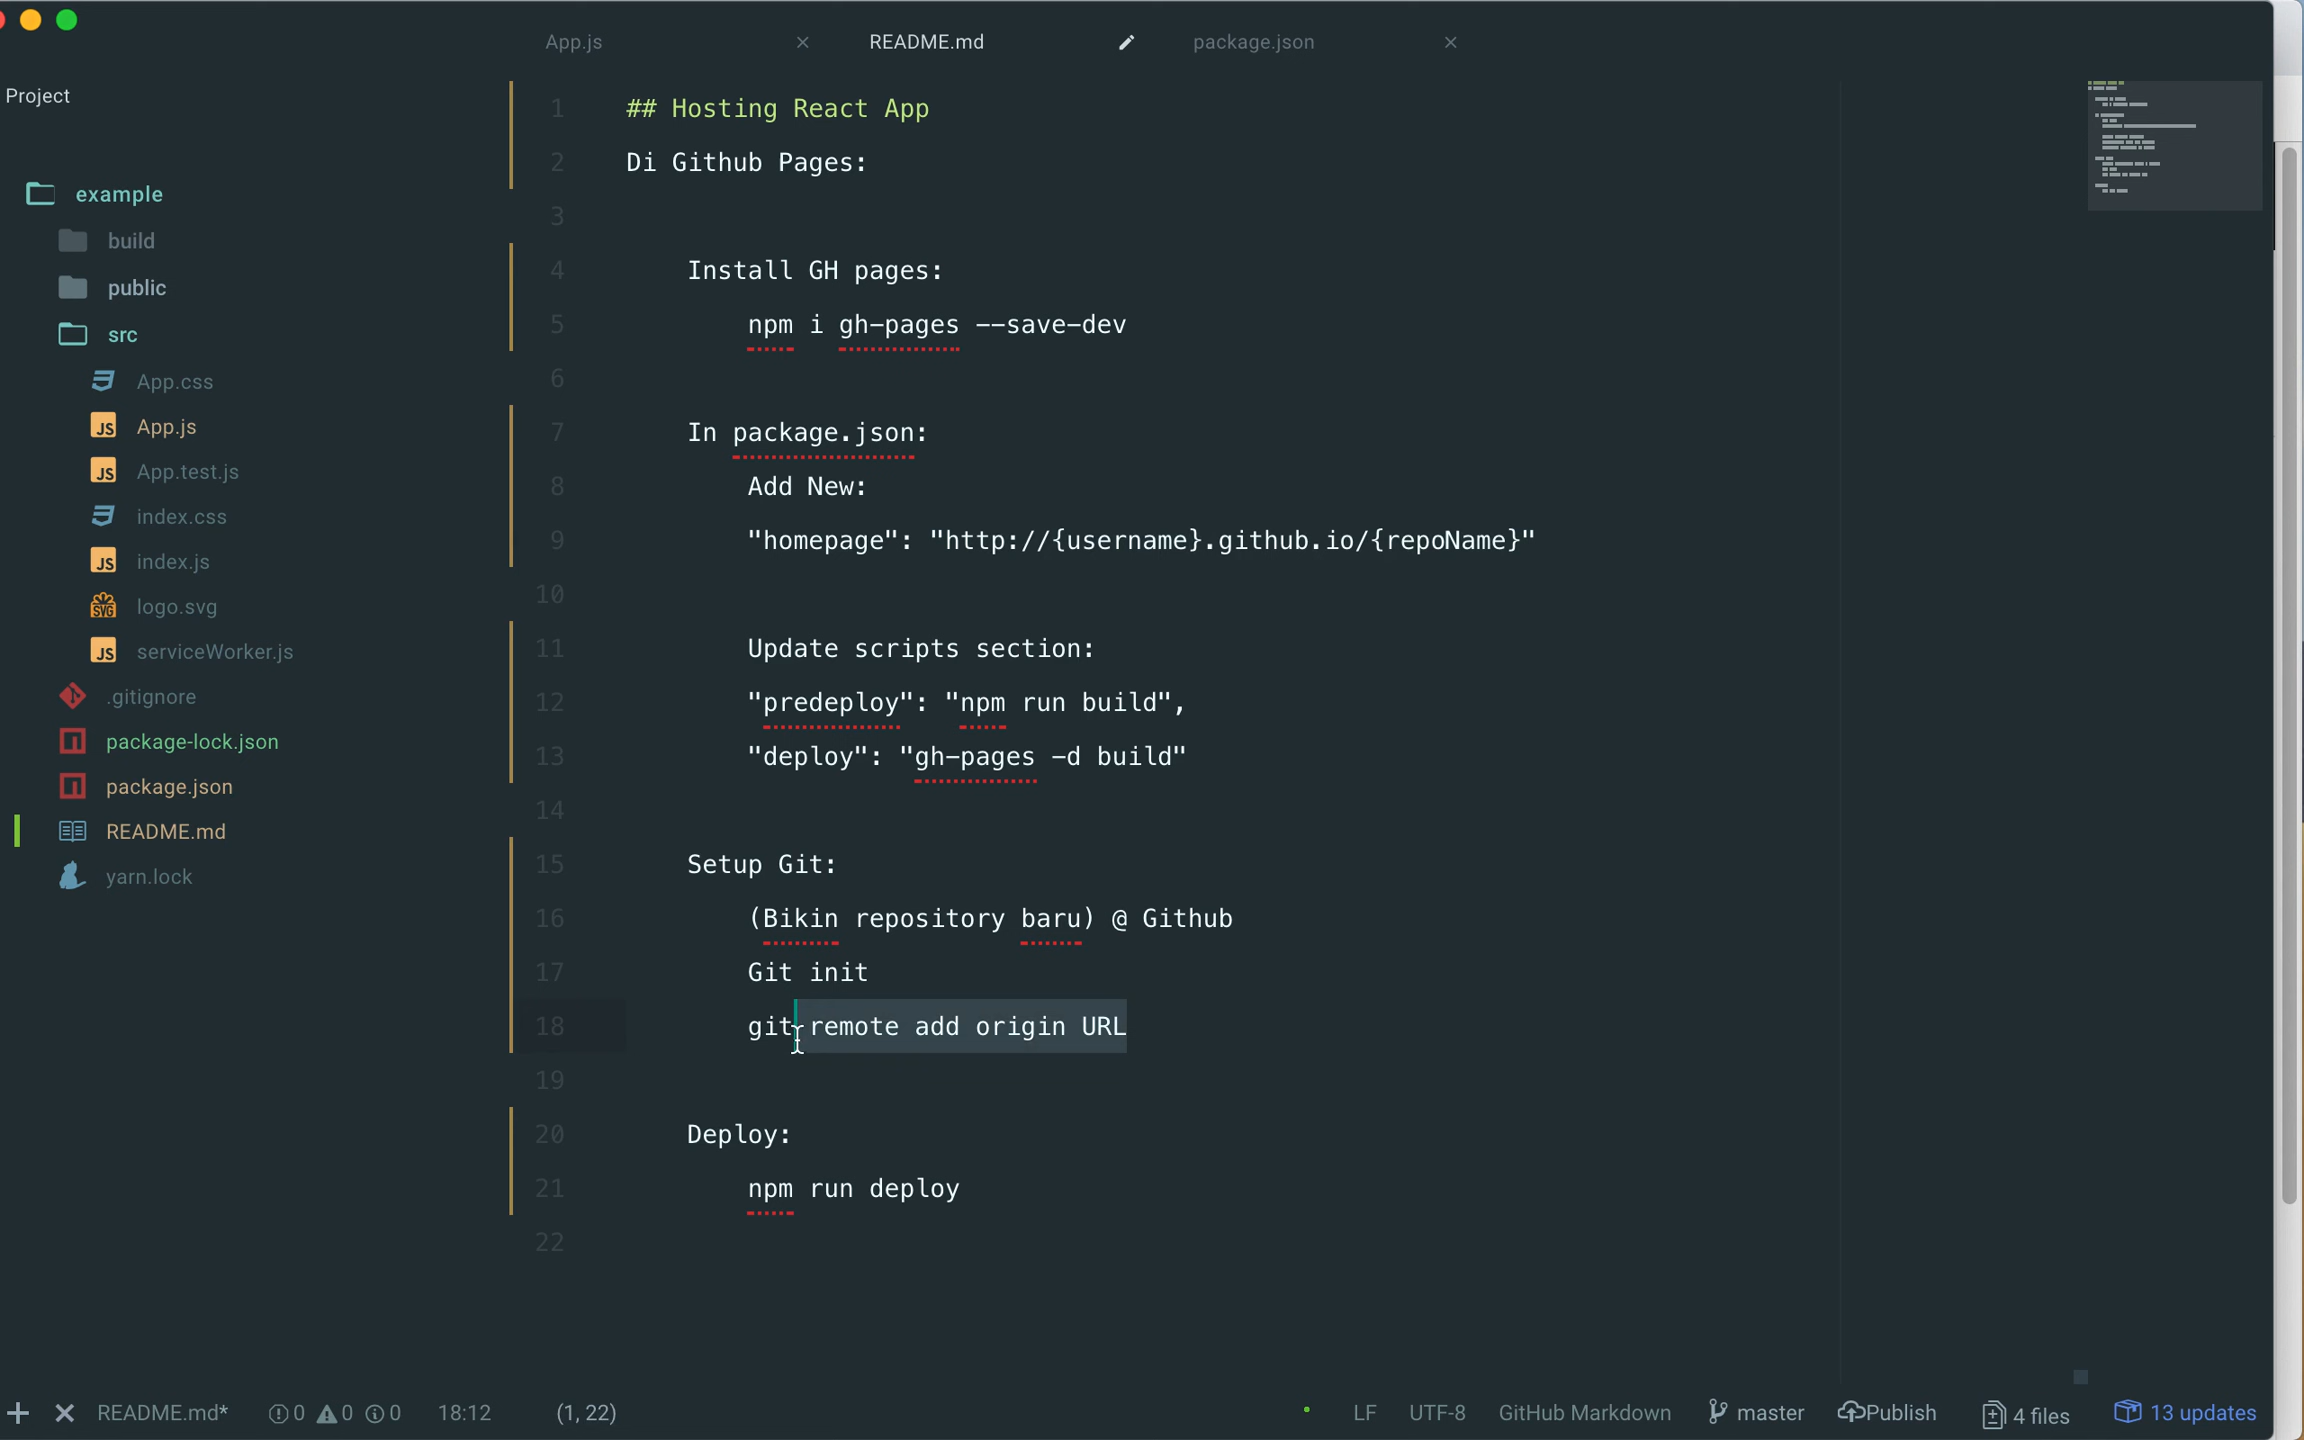 App.js
README.md
package.json
Project
example
build
public
src
App.css
App.js
App.test.js
index.css
index.js
logo.svg
serviceWorker.js
.gitignore
package-lock.json
package.json
README.md
yarn.lock
1 ## Hosting React App
2 Di Github Pages:
3
4 Install GH pages:
5 npm i gh-pages --save-dev
6
7 In package.json:
8 Add New:
9 "homepage": "http://{username}.github.io/{repoName}"
10
11 Update scripts section:
12 "predeploy": "npm run build",
13 "deploy": "gh-pages -d build"
14
15 Setup Git:
16 (Bikin repository baru) @ Github
17 Git init
18 git remote add origin URL
19
20 Deploy:
21 npm run deploy
22
README.md* 0 0 0 18:12 (1, 22) LF UTF-8 GitHub Markdown master Publish 4 files 13 updates